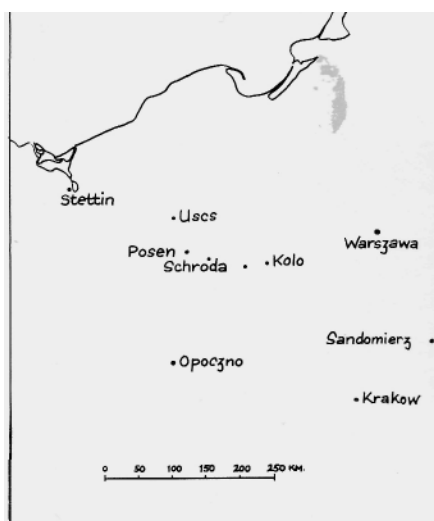 Stettin
Uscs
Posen
Schroda
Kolo
Warszawa
Opoczno
Sandomierz
Krakow
0 50 100 150 200 250 KM.